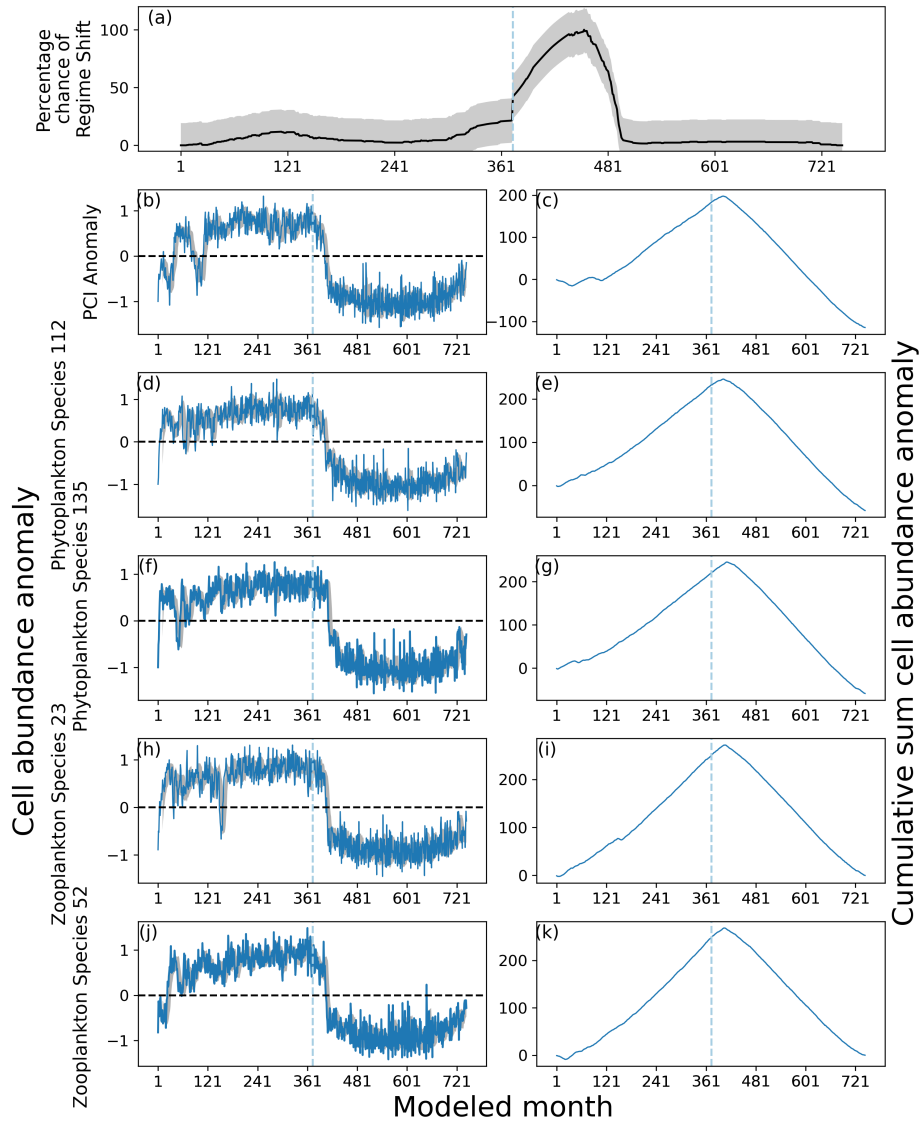 Percentage
chance of
Regime Shift
(a)
100
50
0
1 121 241 361 481 601 721
PCI Anomaly
(b)
1
0
−1
1 121 241 361 481 601 721
(c)
200
100
0
−100
1 121 241 361 481 601 721
Cell abundance anomaly
Cumulative sum cell abundance anomaly
Phytoplankton Species 112
(d)
1
0
−1
1 121 241 361 481 601 721
(e)
200
100
0
1 121 241 361 481 601 721
Phytoplankton Species 135
(f)
1
0
−1
1 121 241 361 481 601 721
(g)
200
100
0
1 121 241 361 481 601 721
Zooplankton Species 23
(h)
1
0
−1
1 121 241 361 481 601 721
(i)
200
100
0
1 121 241 361 481 601 721
Zooplankton Species 52
(j)
1
0
−1
1 121 241 361 481 601 721
(k)
200
100
0
1 121 241 361 481 601 721
Modeled month